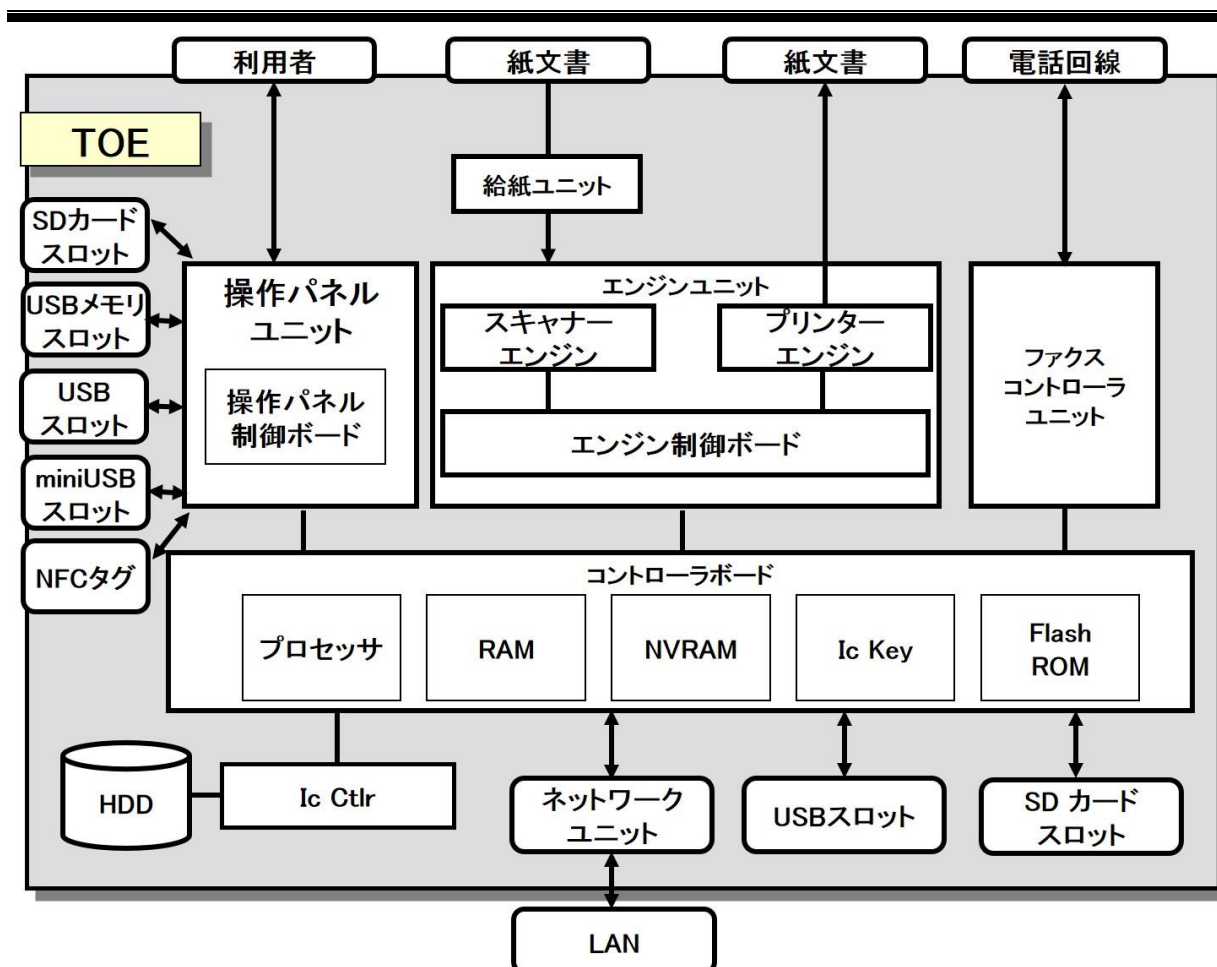 利用者
紙文書
紙文書
電話回線
TOE
給紙ユニット
SDカード
スロット
USBメモリ
スロット
USB
スロット
miniUSB
スロット
NFCタグ
操作パネル
ユニット
操作パネル
制御ボード
エンジンユニット
スキャナー
エンジン
プリンター
エンジン
エンジン制御ボード
ファクス
コントローラ
ユニット
コントローラボード
プロセッサ
RAM
NVRAM
Ic Key
Flash
ROM
HDD
Ic Ctlr
ネットワーク
ユニット
USBスロット
SD カード
スロット
LAN